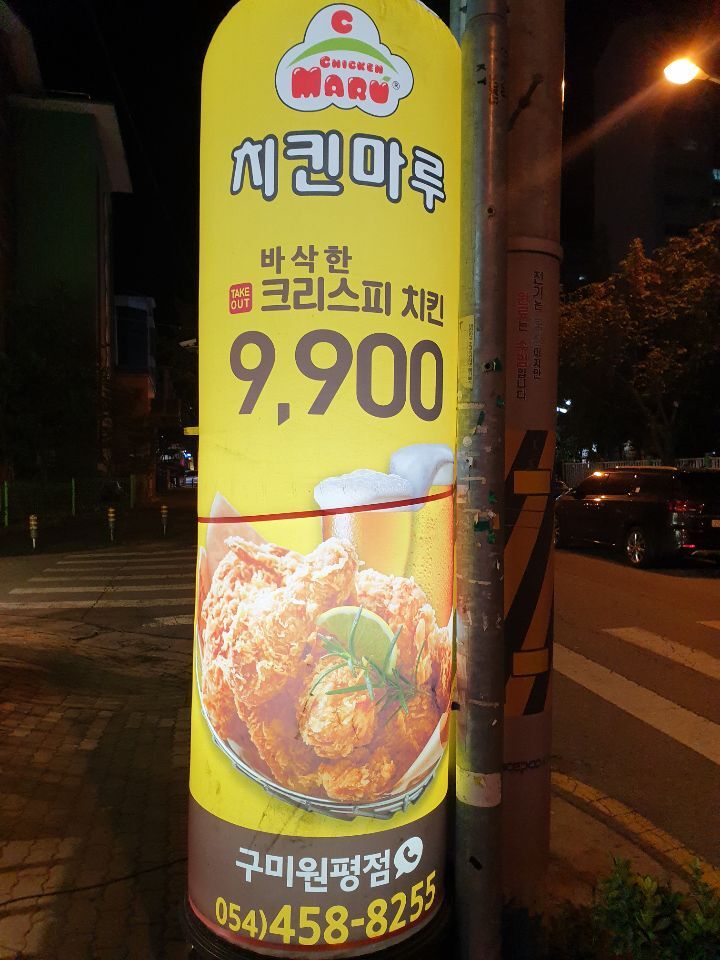 C
CHICKEN
MARU®
치킨마루
바삭한
TAKE OUT
크리스피 치킨
9,900
구미원평점
054)458-8255